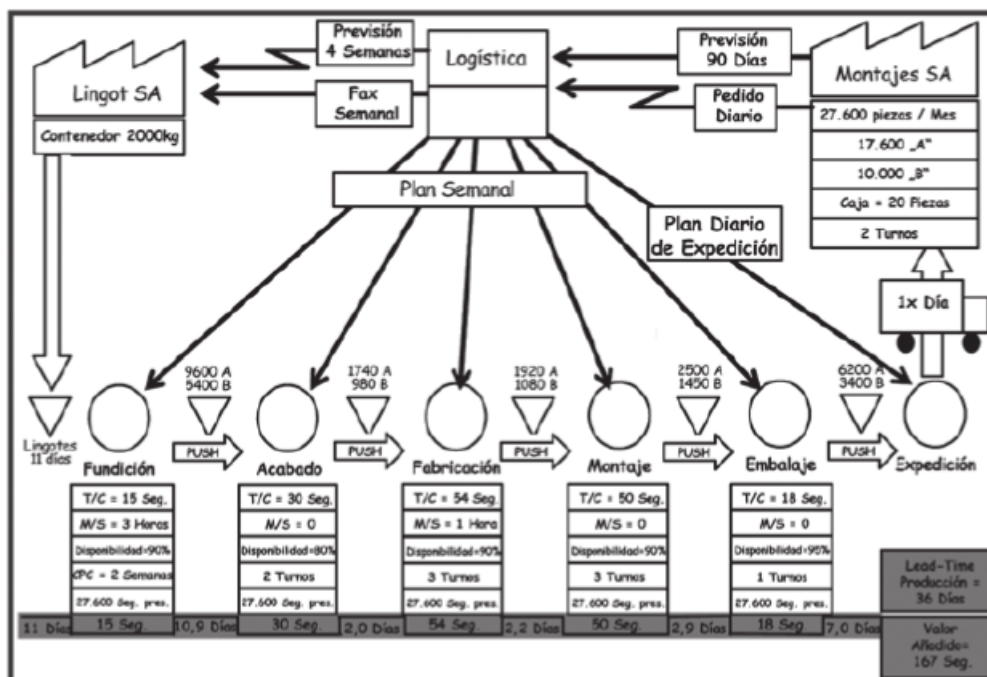 Previsión
4 Semanas
Logística
Previsión
90 Días
Lingot SA
Montajes SA
Fax
Semanal
Pedido
Diario
Contenedor 2000kg
27.600 piezas / Mes
17.600 „A“
10.000 „B“
Caja = 20 Piezas
2 Turnos
Plan Semanal
Plan Diario
de Expedición
1x Día
9600 A
5400 B
1740 A
980 B
1920 A
1080 B
2500 A
1450 B
6200 A
3400 B
Lingotes
11 días
PUSH
PUSH
PUSH
PUSH
PUSH
Fundición
Acabado
Fabricación
Montaje
Embalaje
Expedición
T/C = 15 Seg.
M/S = 3 Horas
Disponibilidad=90%
CPC = 2 Semanas
27.600 Seg. pres.
T/C = 30 Seg.
M/S = 0
Disponibilidad=80%
2 Turnos
27.600 Seg. pres.
T/C = 54 Seg.
M/S = 1 Hora
Disponibilidad=90%
3 Turnos
27.600 Seg. pres.
T/C = 50 Seg.
M/S = 0
Disponibilidad=90%
3 Turnos
27.600 Seg. pres.
T/C = 18 Seg.
M/S = 0
Disponibilidad=95%
1 Turnos
27.600 Seg. pres.
11 Días
15 Seg.
10,9 Días
30 Seg.
2,0 Días
54 Seg.
2,2 Días
50 Seg.
2,9 Días
18 Seg.
7,0 Días
Lead-Time
Producción =
36 Días
Valor
Añadido=
167 Seg.